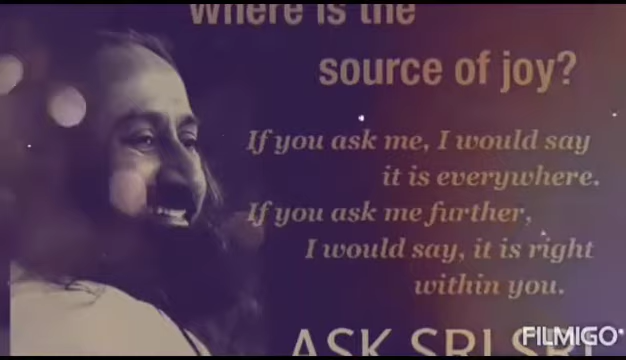 Where is the
source of joy?
If you ask me, I would say
it is everywhere.
If you ask me further,
I would say, it is right
within you.
ASK SRI SRI
FILMIGO